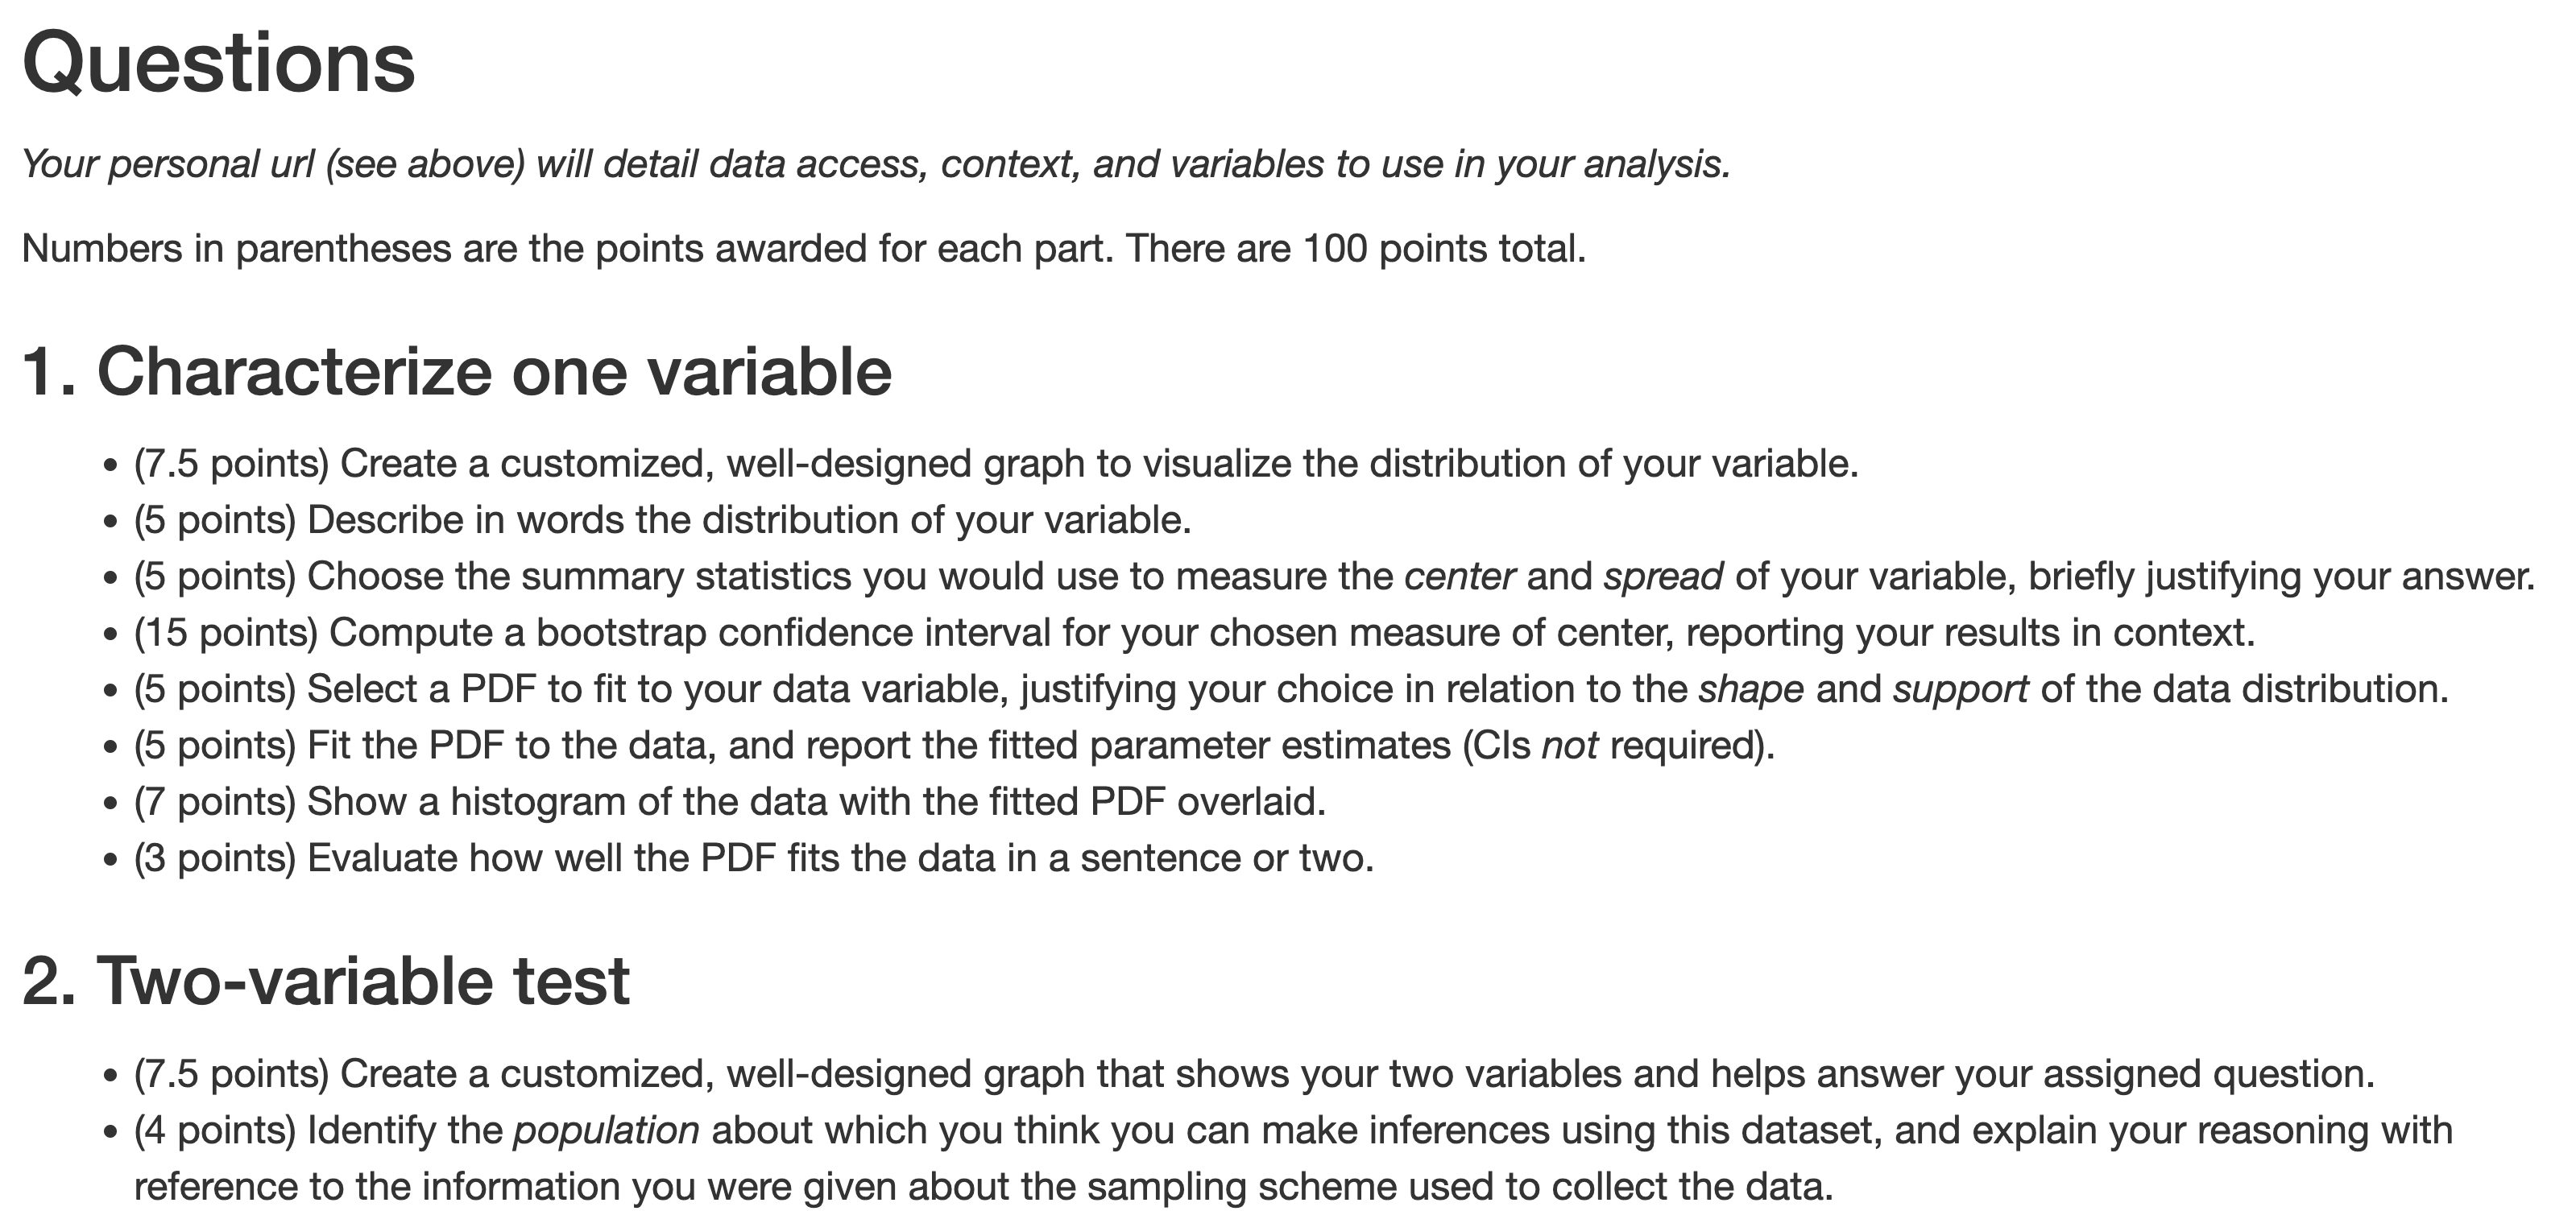 Questions
Your personal url (see above) will detail data access, context, and variables to use in your analysis.
Numbers in parentheses are the points awarded for each part. There are 100 points total.
1. Characterize one variable
• (7.5 points) Create a customized, well-designed graph to visualize the distribution of your variable.
• (5 points) Describe in words the distribution of your variable.
• (5 points) Choose the summary statistics you would use to measure the center and spread of your variable, briefly justifying your answer.
• (15 points) Compute a bootstrap confidence interval for your chosen measure of center, reporting your results in context.
• (5 points) Select a PDF to fit to your data variable, justifying your choice in relation to the shape and support of the data distribution.
• (5 points) Fit the PDF to the data, and report the fitted parameter estimates (CIs not required).
• (7 points) Show a histogram of the data with the fitted PDF overlaid.
• (3 points) Evaluate how well the PDF fits the data in a sentence or two.
2. Two-variable test
• (7.5 points) Create a customized, well-designed graph that shows your two variables and helps answer your assigned question.
• (4 points) Identify the population about which you think you can make inferences using this dataset, and explain your reasoning with
reference to the information you were given about the sampling scheme used to collect the data.